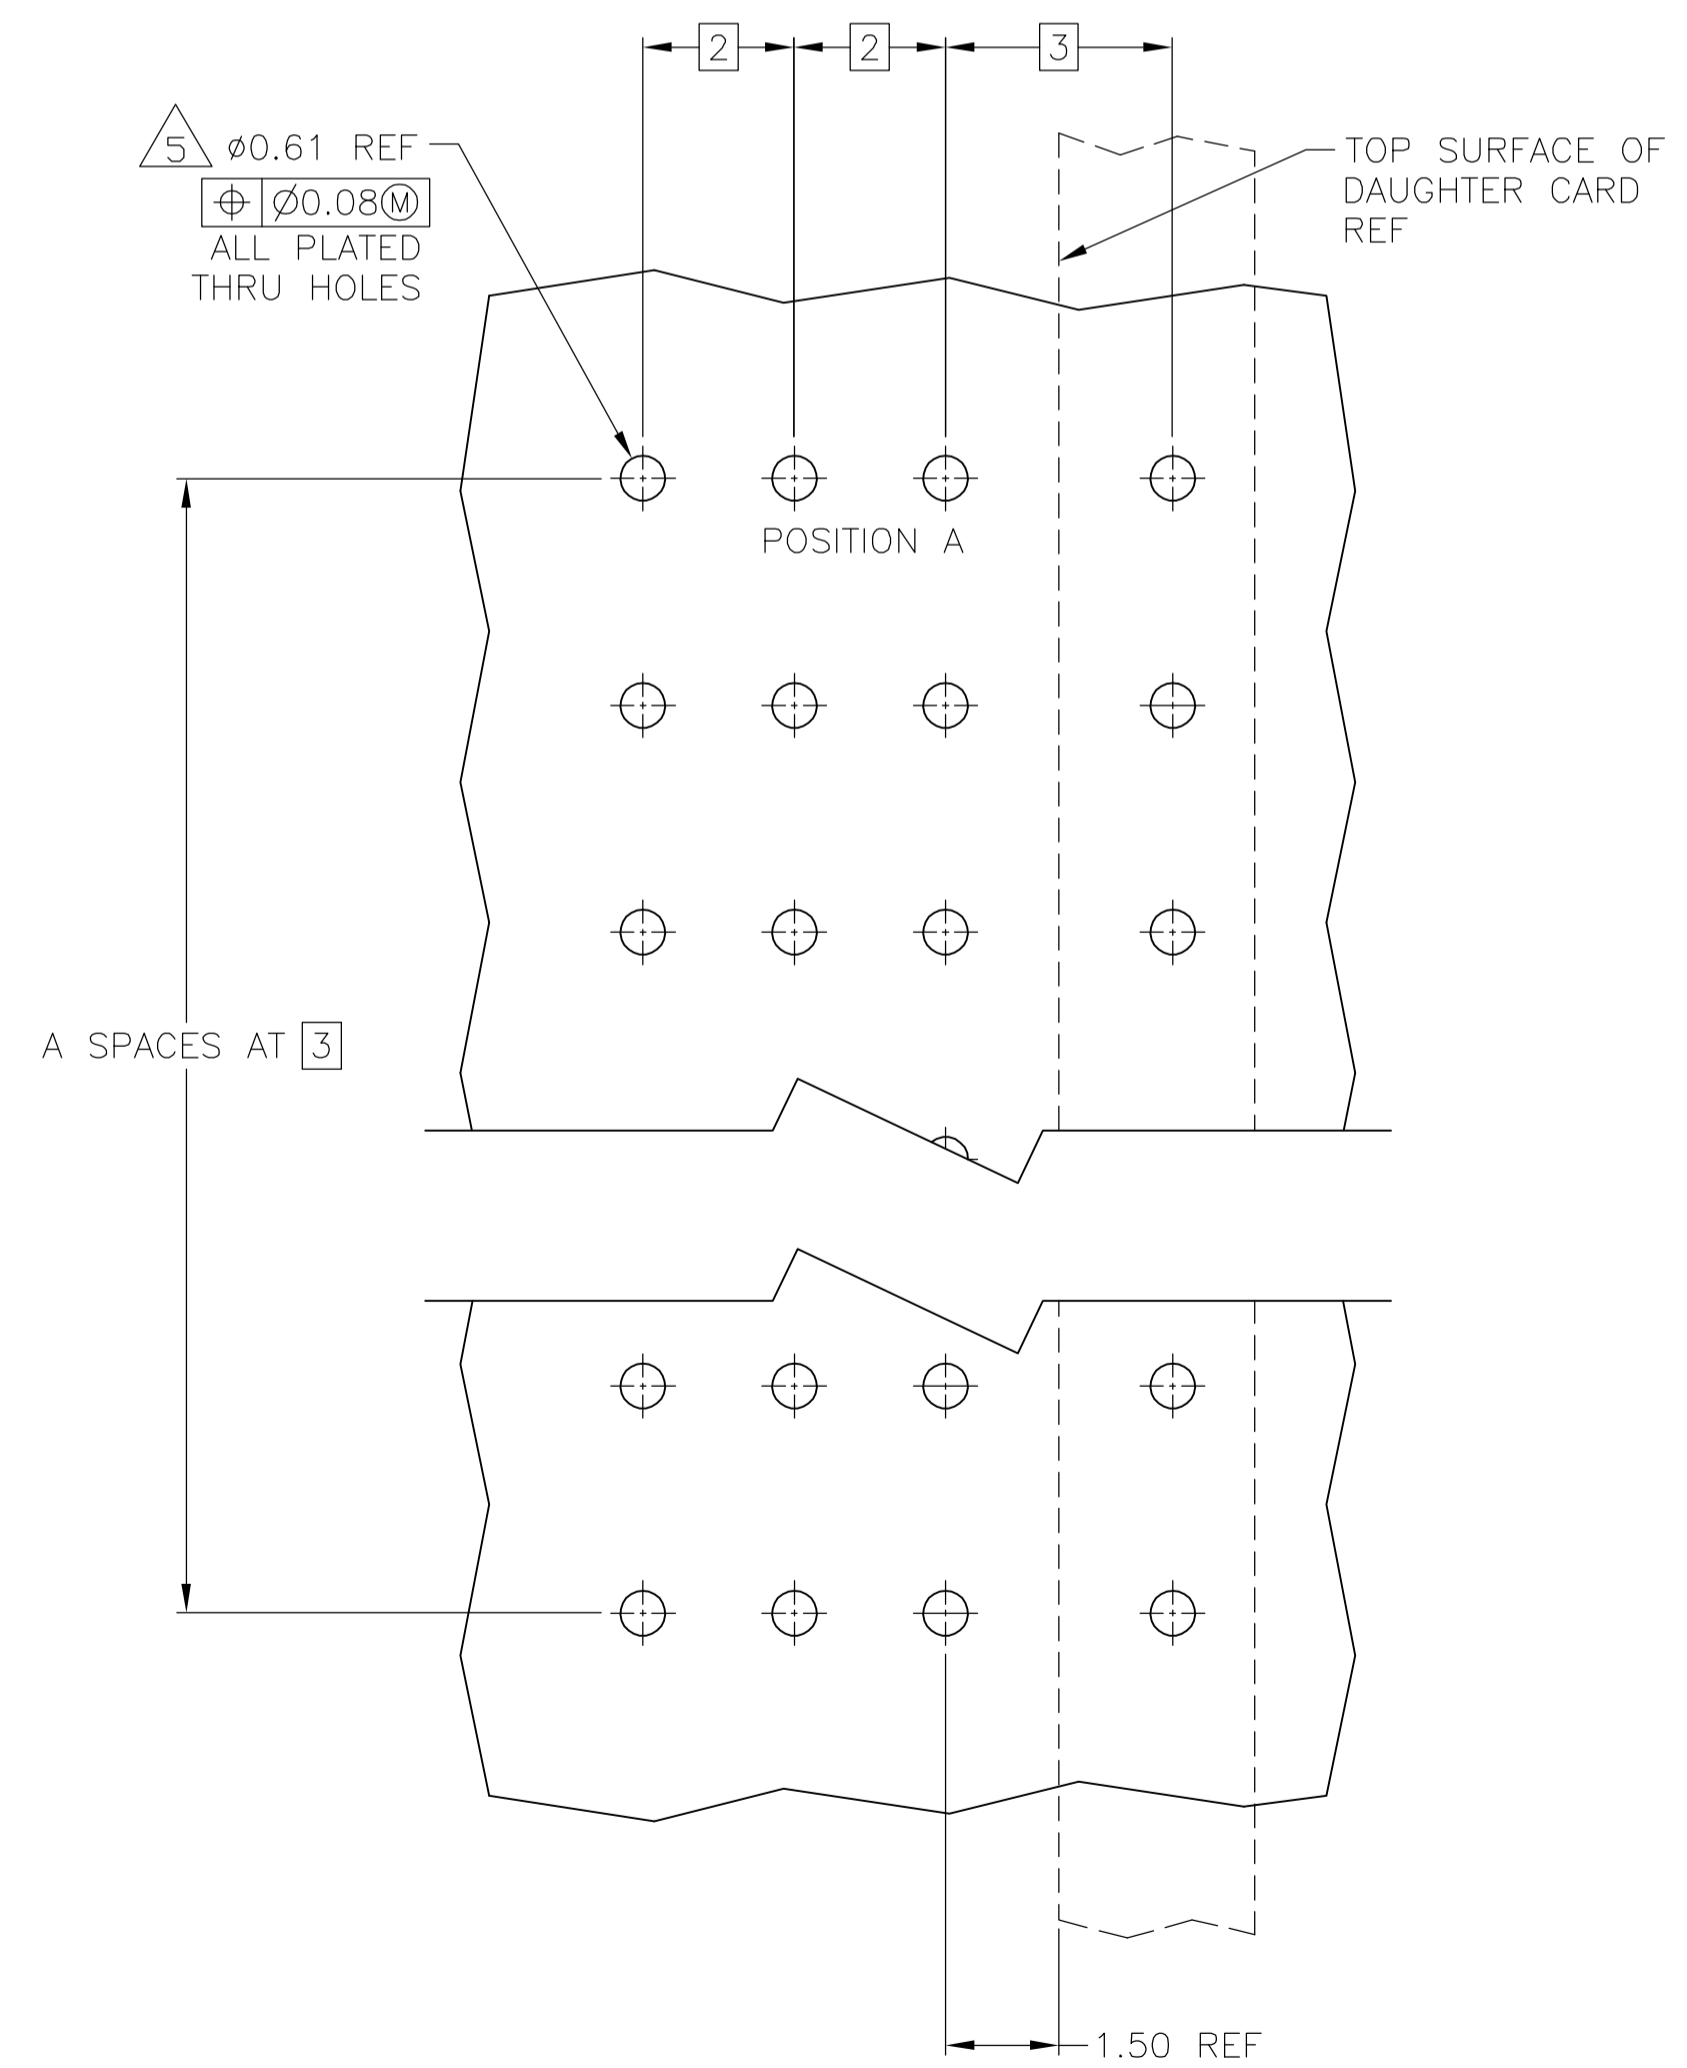 2 2 3
5 ø0.61 REF
⌖ Ø0.08Ⓜ
ALL PLATED
THRU HOLES
TOP SURFACE OF
DAUGHTER CARD
REF
POSITION A
A SPACES AT 3
1.50 REF